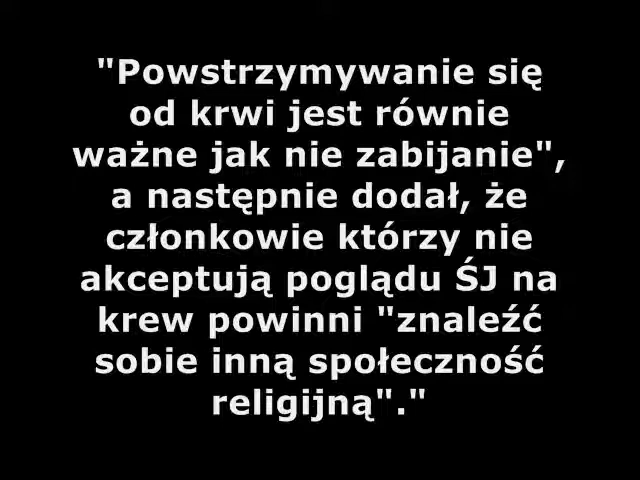 "Powstrzymywanie się
od krwi jest równie
ważne jak nie zabijanie",
a następnie dodał, że
członkowie którzy nie
akceptują poglądu ŚJ na
krew powinni "znaleźć
sobie inną społeczność
religijną"."